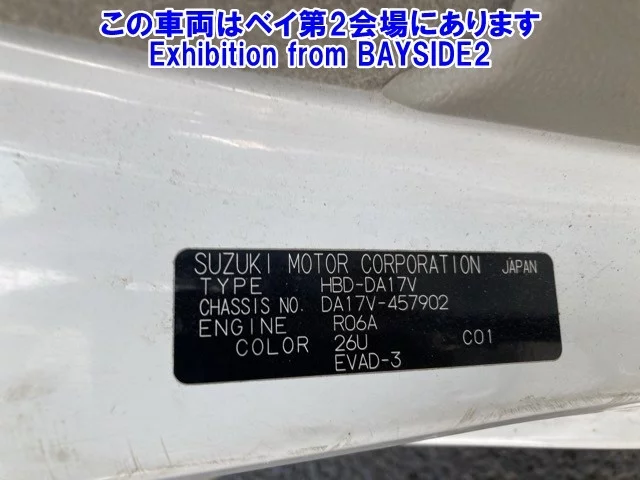 この車両はベイ第2会場にあります
Exhibition from BAYSIDE2
SUZUKI MOTOR CORPORATION JAPAN
TYPE HBD-DA17V
CHASSIS NO. DA17V-457902
ENGINE R06A
COLOR 26U C01
EVAD-3